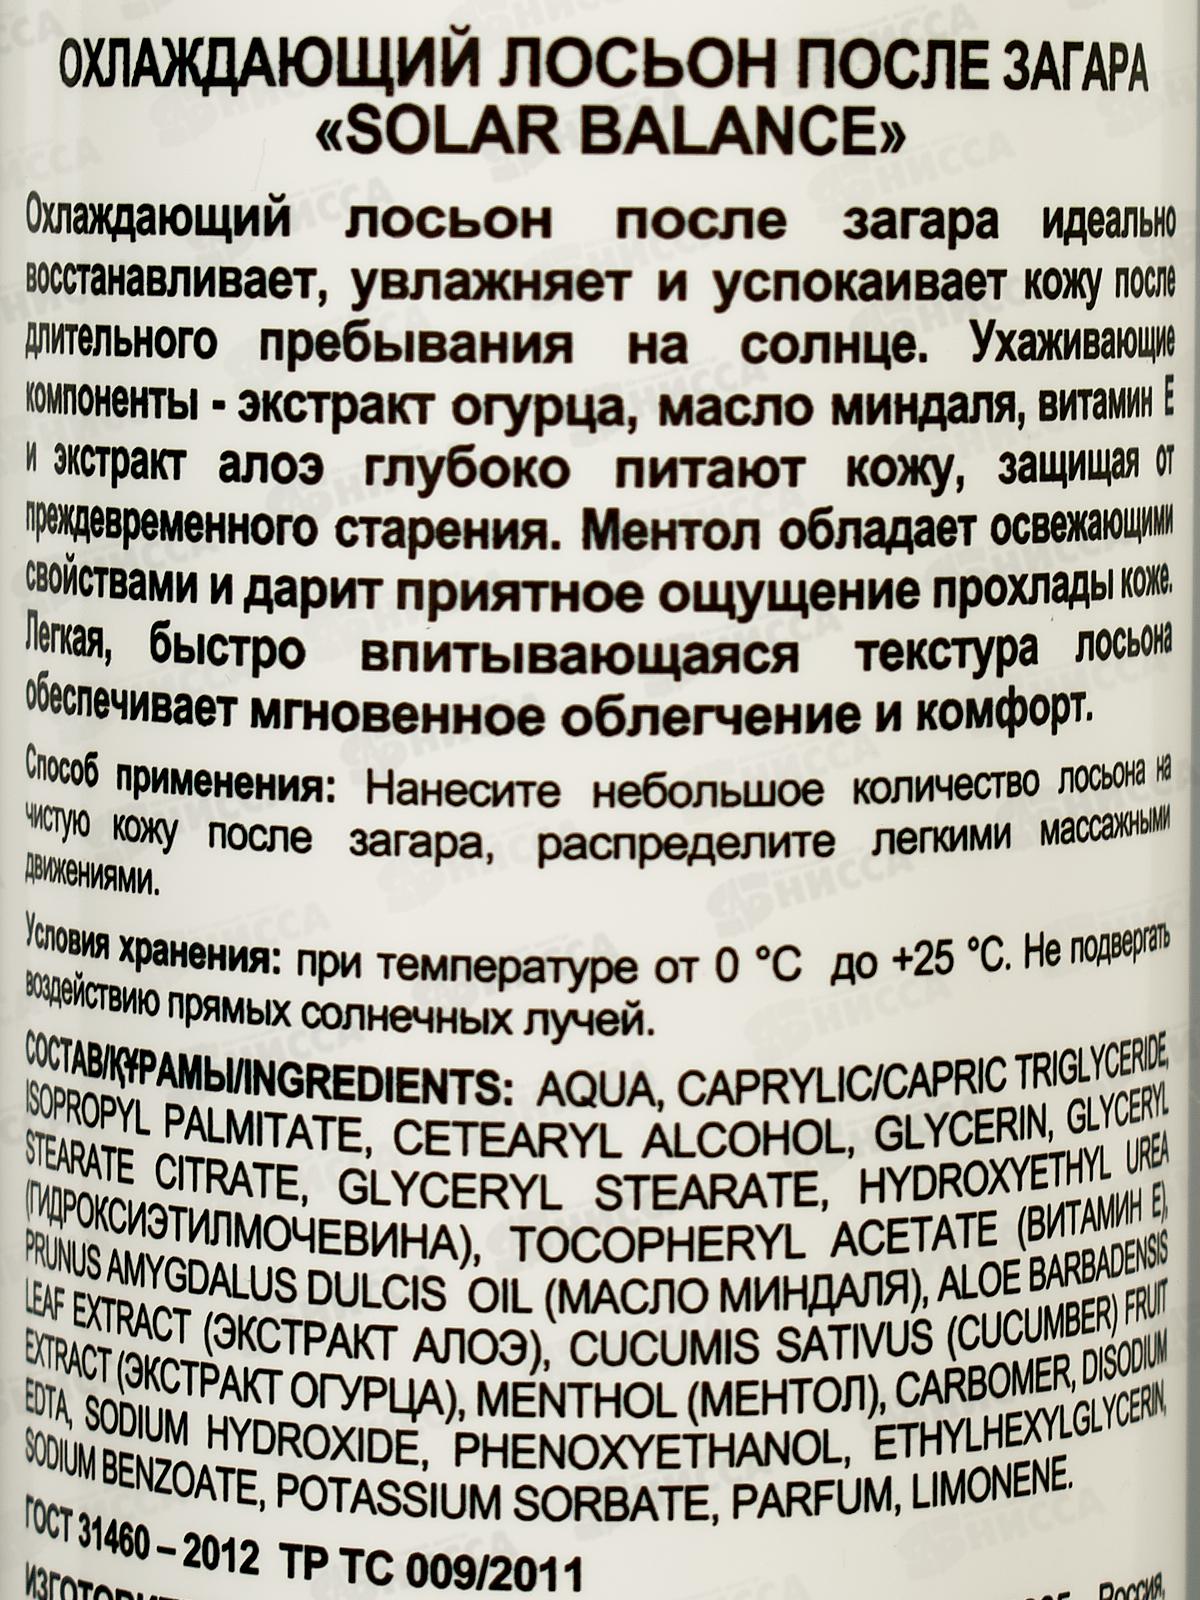 ОХЛАЖДАЮЩИЙ ЛОСЬОН ПОСЛЕ ЗАГАРА
«SOLAR BALANCE»
Охлаждающий лосьон после загара идеально
восстанавливает, увлажняет и успокаивает кожу после
длительного пребывания на солнце. Ухаживающие
компоненты - экстракт огурца, масло миндаля, витамин Е
и экстракт алоэ глубоко питают кожу, защищая от
преждевременного старения. Ментол обладает освежающими
свойствами и дарит приятное ощущение прохлады коже.
Легкая, быстро впитывающаяся текстура лосьона
обеспечивает мгновенное облегчение и комфорт.
Способ применения: Нанесите небольшое количество лосьона на
чистую кожу после загара, распределите легкими массажными
движениями.
Условия хранения: при температуре от 0 °C до +25 °C. Не подвергать
воздействию прямых солнечных лучей.
СОСТАВ/ҚҰРАМЫ/INGREDIENTS: AQUA, CAPRYLIC/CAPRIC TRIGLYCERIDE,
ISOPROPYL PALMITATE, CETEARYL ALCOHOL, GLYCERIN, GLYCERYL
STEARATE CITRATE, GLYCERYL STEARATE, HYDROXYETHYL UREA
(ГИДРОКСИЭТИЛМОЧЕВИНА), TOCOPHERYL ACETATE (ВИТАМИН Е),
PRUNUS AMYGDALUS DULCIS OIL (МАСЛО МИНДАЛЯ), ALOE BARBADENSIS
LEAF EXTRACT (ЭКСТРАКТ АЛОЭ), CUCUMIS SATIVUS (CUCUMBER) FRUIT
EXTRACT (ЭКСТРАКТ ОГУРЦА), MENTHOL (МЕНТОЛ), CARBOMER, DISODIUM
EDTA, SODIUM HYDROXIDE, PHENOXYETHANOL, ETHYLHEXYLGLYCERIN,
SODIUM BENZOATE, POTASSIUM SORBATE, PARFUM, LIMONENE.
ГОСТ 31460 – 2012 ТР ТС 009/2011
Россия,